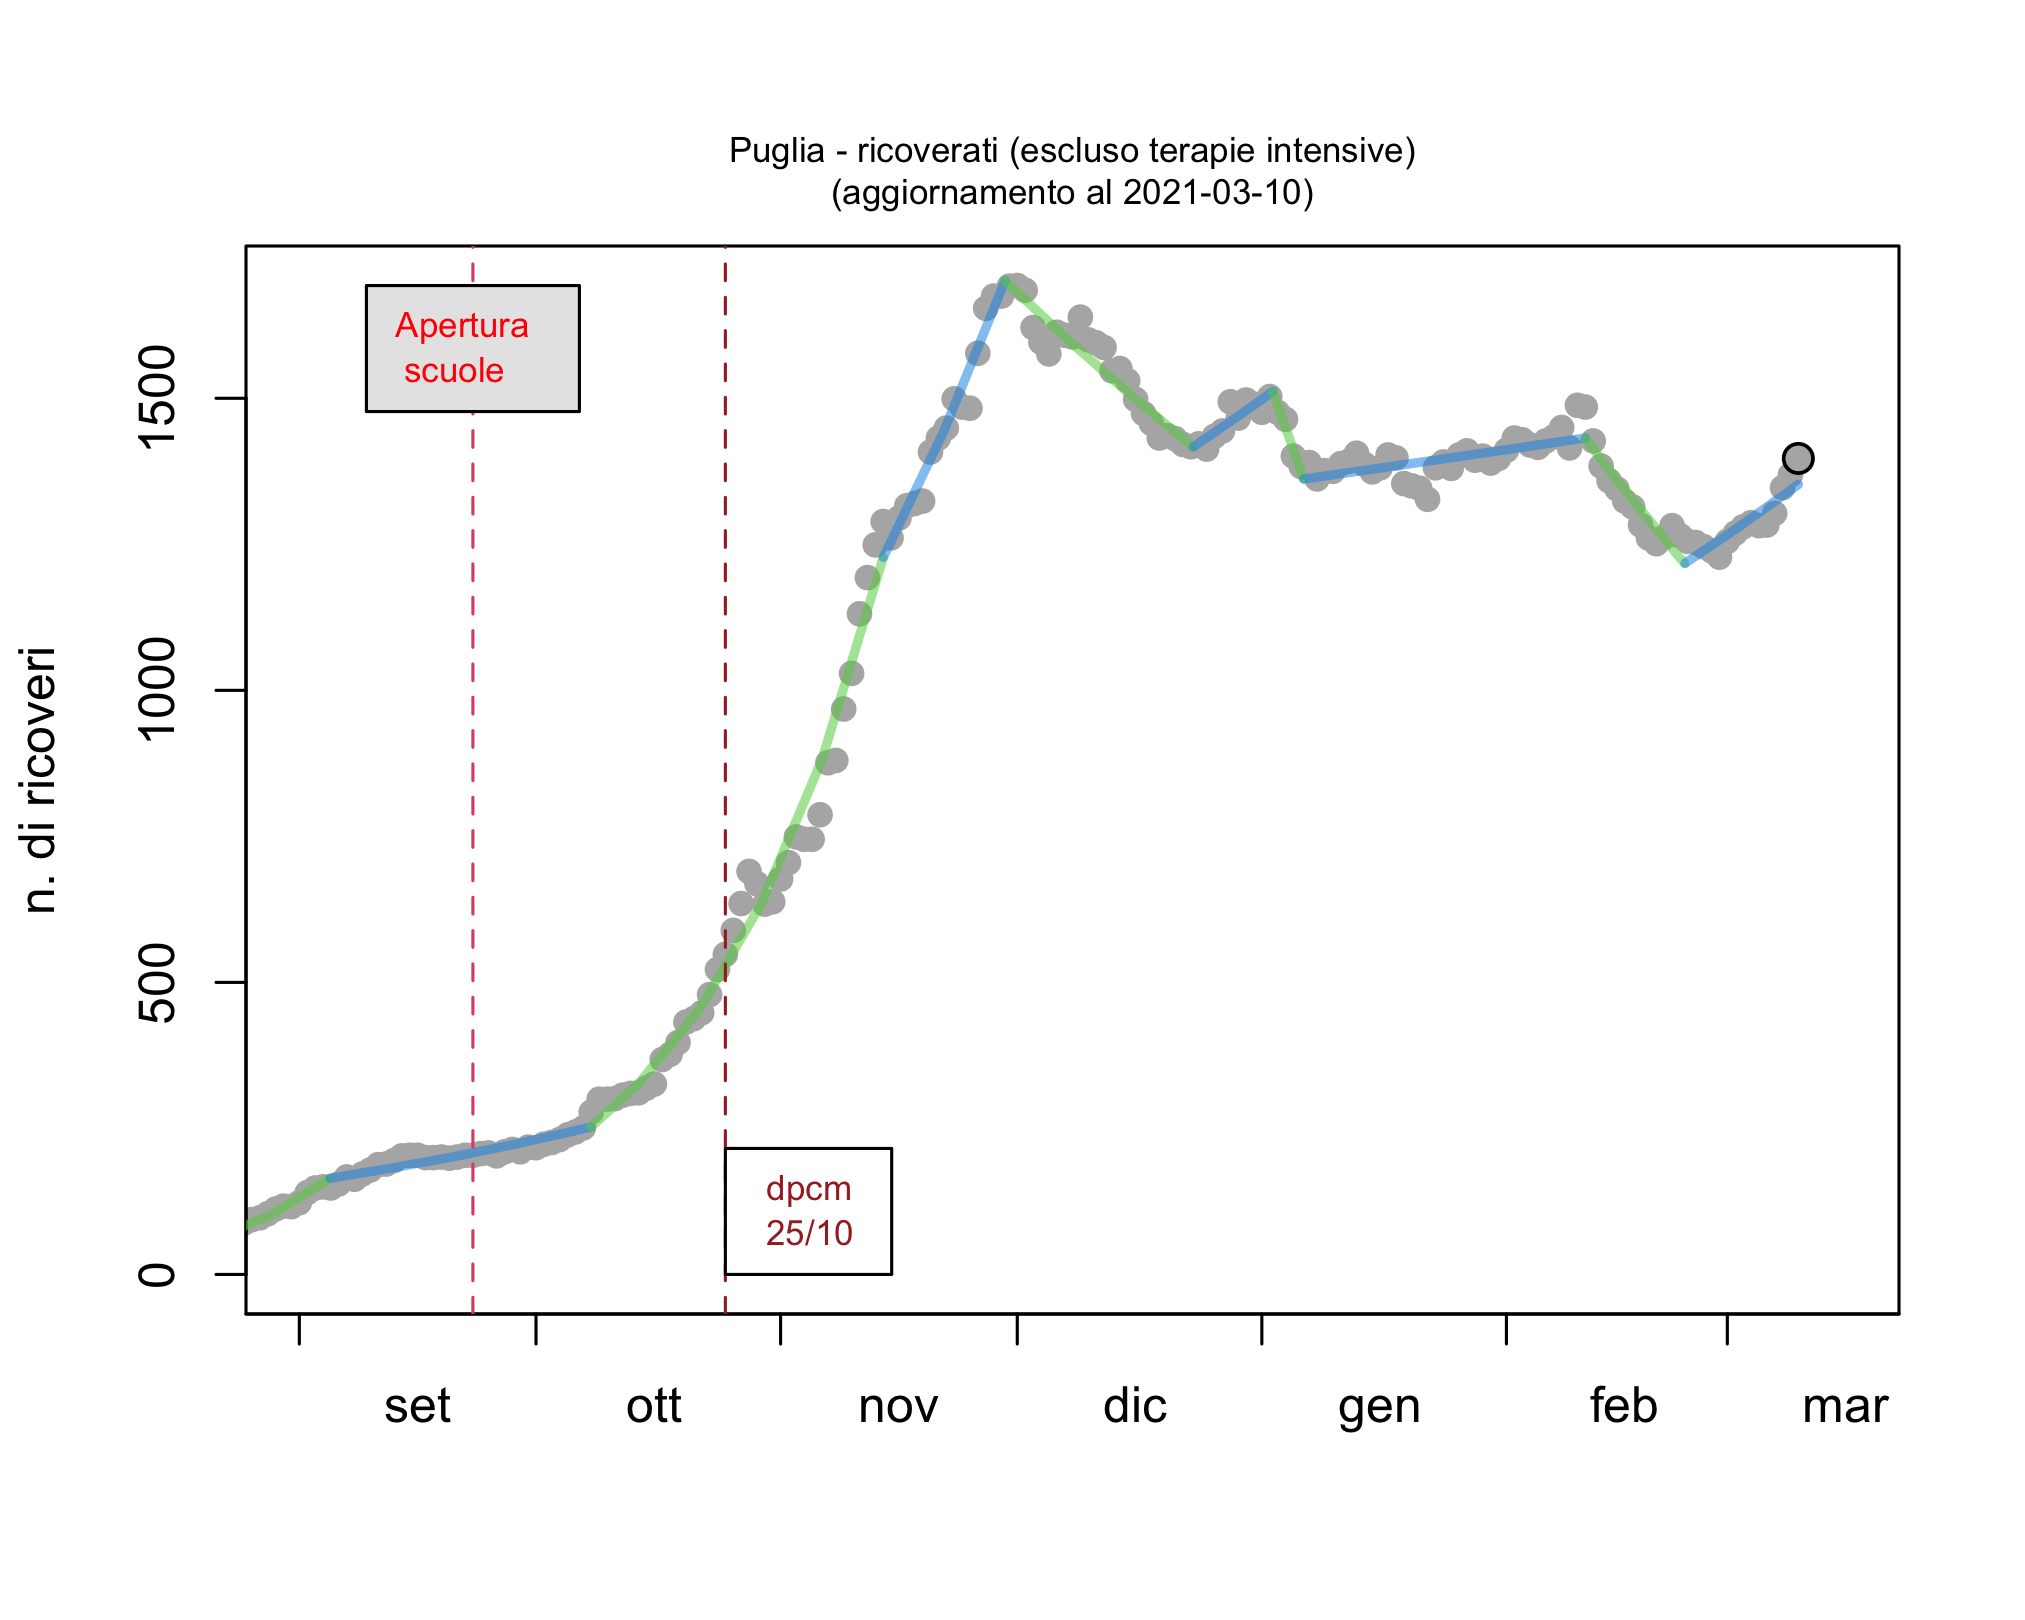 Puglia - ricoverati (escluso terapie intensive)
(aggiornamento al 2021-03-10)
Apertura
scuole
n. di ricoveri
1500
1000
500
0
dpcm
25/10
set ott nov dic gen feb mar